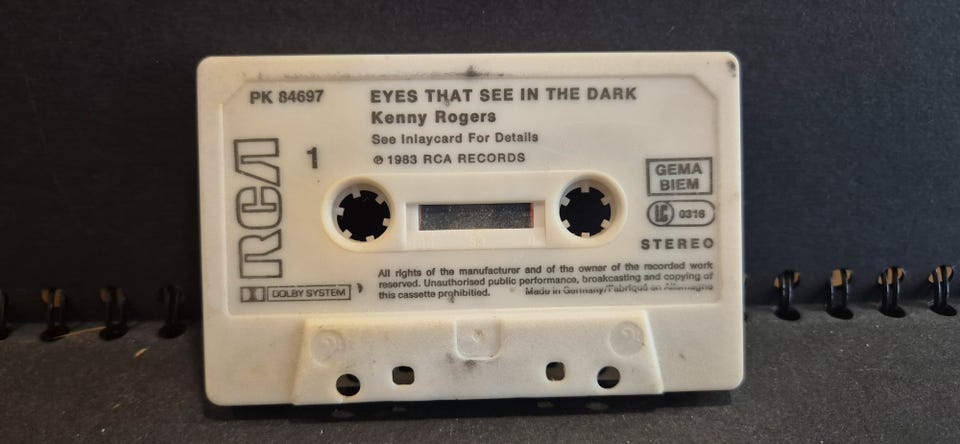 PK 84697
EYES THAT SEE IN THE DARK
Kenny Rogers
See Inlaycard For Details
℗ 1983 RCA RECORDS
RCA
1
GEMA
BIEM
LC 0316
STEREO
All rights of the manufacturer and of the owner of the recorded work
reserved. Unauthorised public performance, broadcasting and copying of
this cassette prohibitied. Made in Germany/Fabriqué en Allemagne
DOLBY SYSTEM